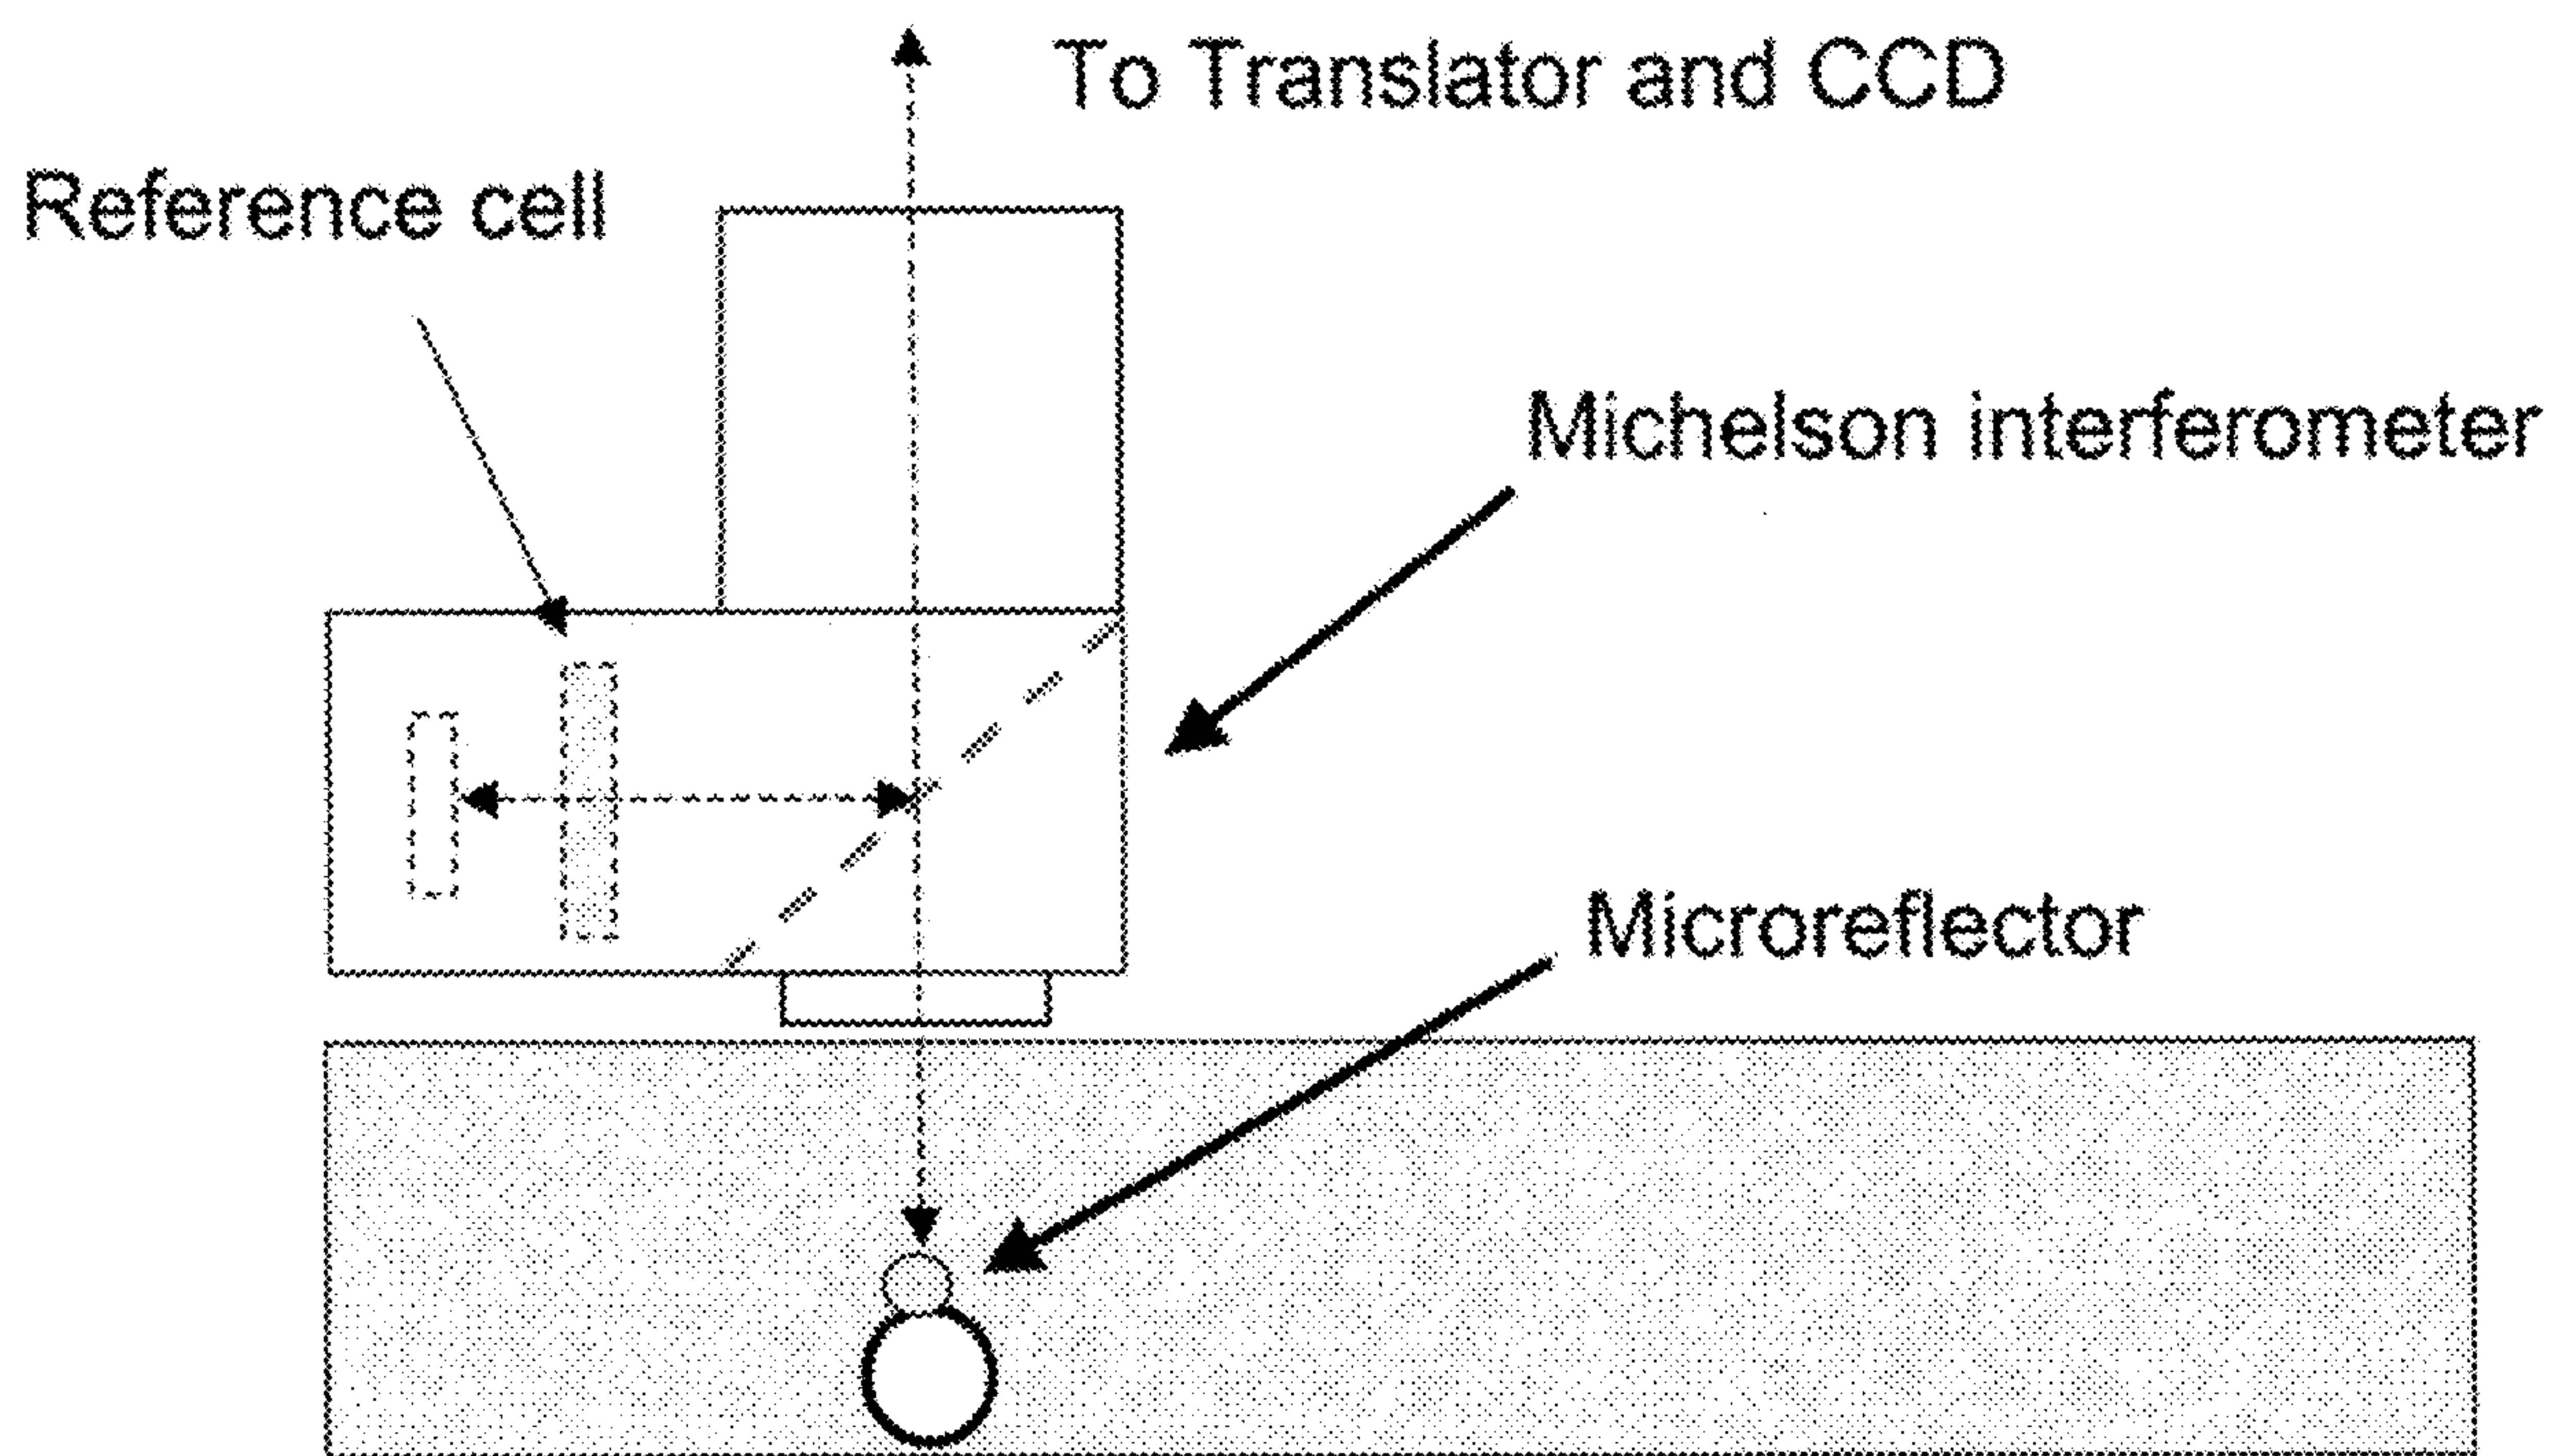 To Translator and CCD
Reference cell
Michelson interferometer
Microreflector